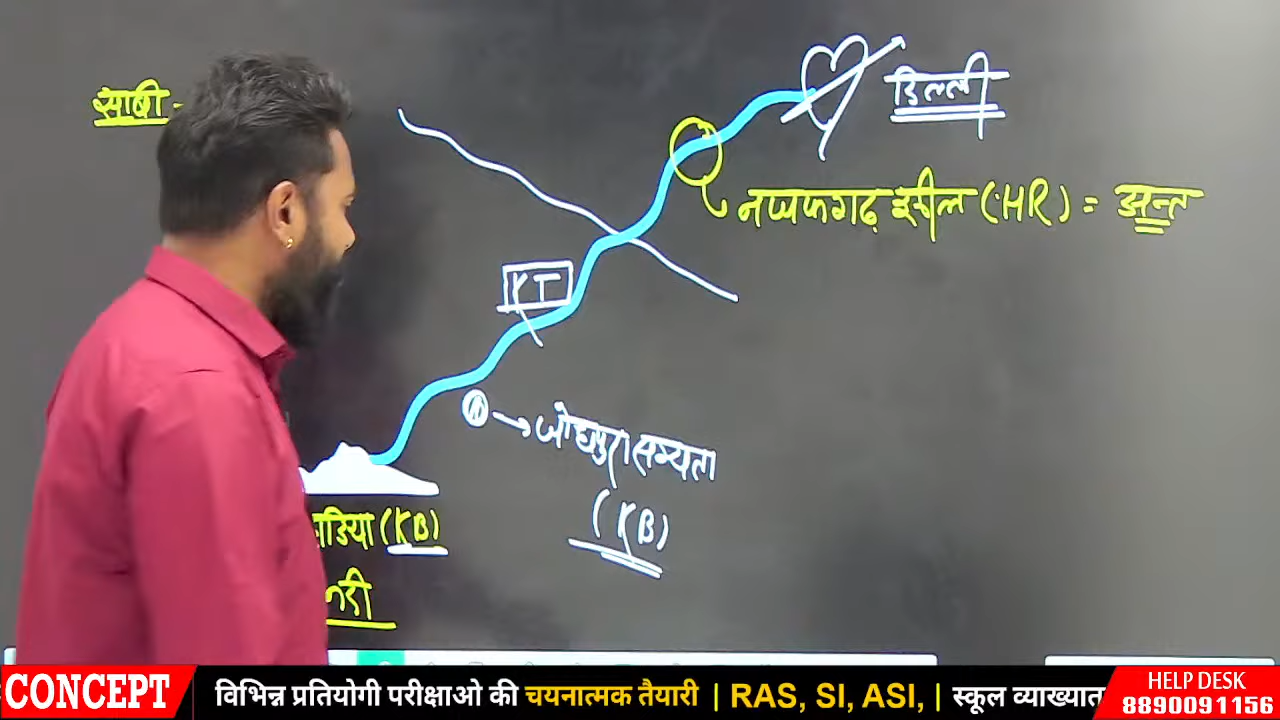 साबी -
दिल्ली
नजफगढ़ झील (HR) = अन्त
KT
→ जोधपुरा सभ्यता
(KB)
ाडिया (KB)
नदी
CONCEPT
विभिन्न प्रतियोगी परीक्षाओ की चयनात्मक तैयारी | RAS, SI, ASI, | स्कूल व्याख्यात
HELP DESK
8890091156